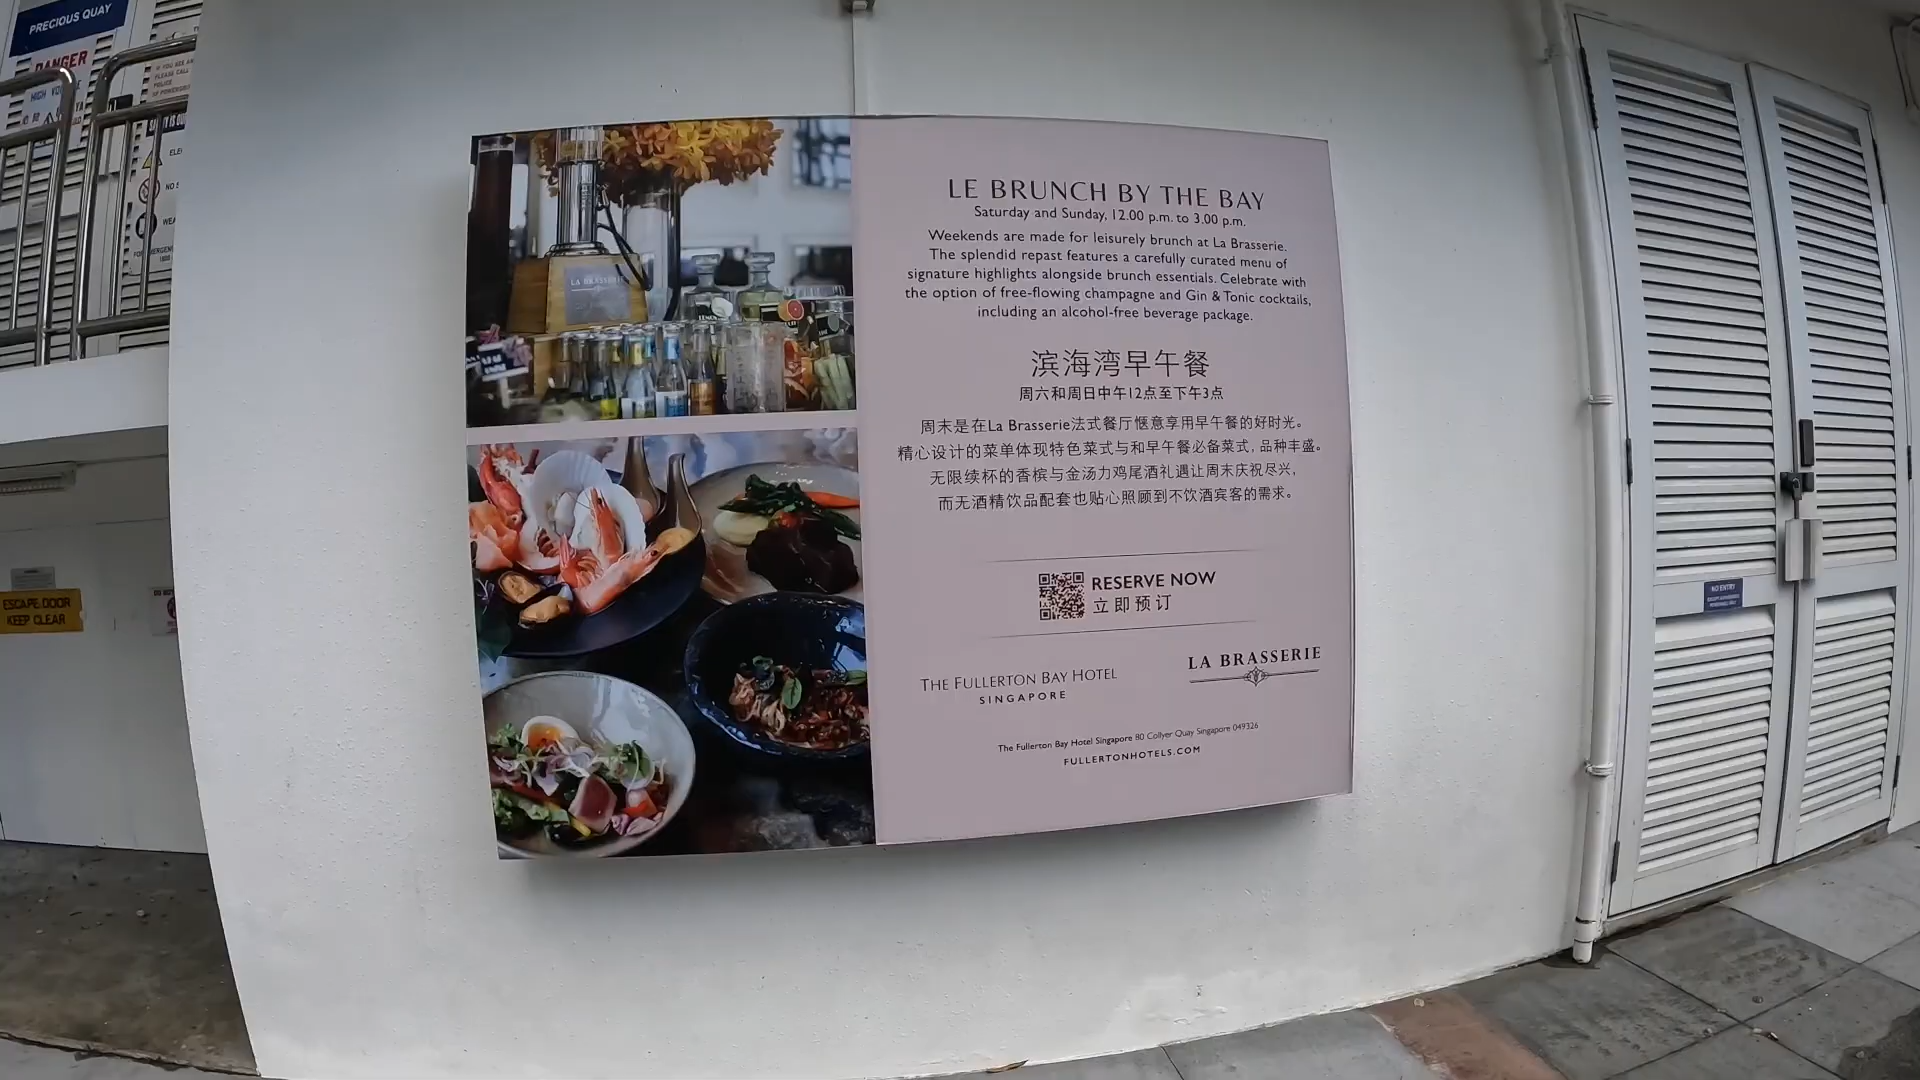 PRECIOUS QUAY
DANGER
ESCAPE DOOR
KEEP CLEAR
LA BRASSERIE
LE BRUNCH BY THE BAY
Saturday and Sunday, 12.00 p.m. to 3.00 p.m.
Weekends are made for leisurely brunch at La Brasserie.
The splendid repast features a carefully curated menu of
signature highlights alongside brunch essentials. Celebrate with
the option of free-flowing champagne and Gin & Tonic cocktails,
including an alcohol-free beverage package.
滨海湾早午餐
周六和周日中午12点至下午3点
周末是在La Brasserie法式餐厅惬意享用早午餐的好时光。
精心设计的菜单体现特色菜式与和早午餐必备菜式, 品种丰盛。
无限续杯的香槟与金汤力鸡尾酒礼遇让周末庆祝尽兴,
而无酒精饮品配套也贴心照顾到不饮酒宾客的需求。
RESERVE NOW
立即预订
THE FULLERTON BAY HOTEL
SINGAPORE
LA BRASSERIE
The Fullerton Bay Hotel Singapore 80 Collyer Quay Singapore 049326
FULLERTONHOTELS.COM
NO ENTRY